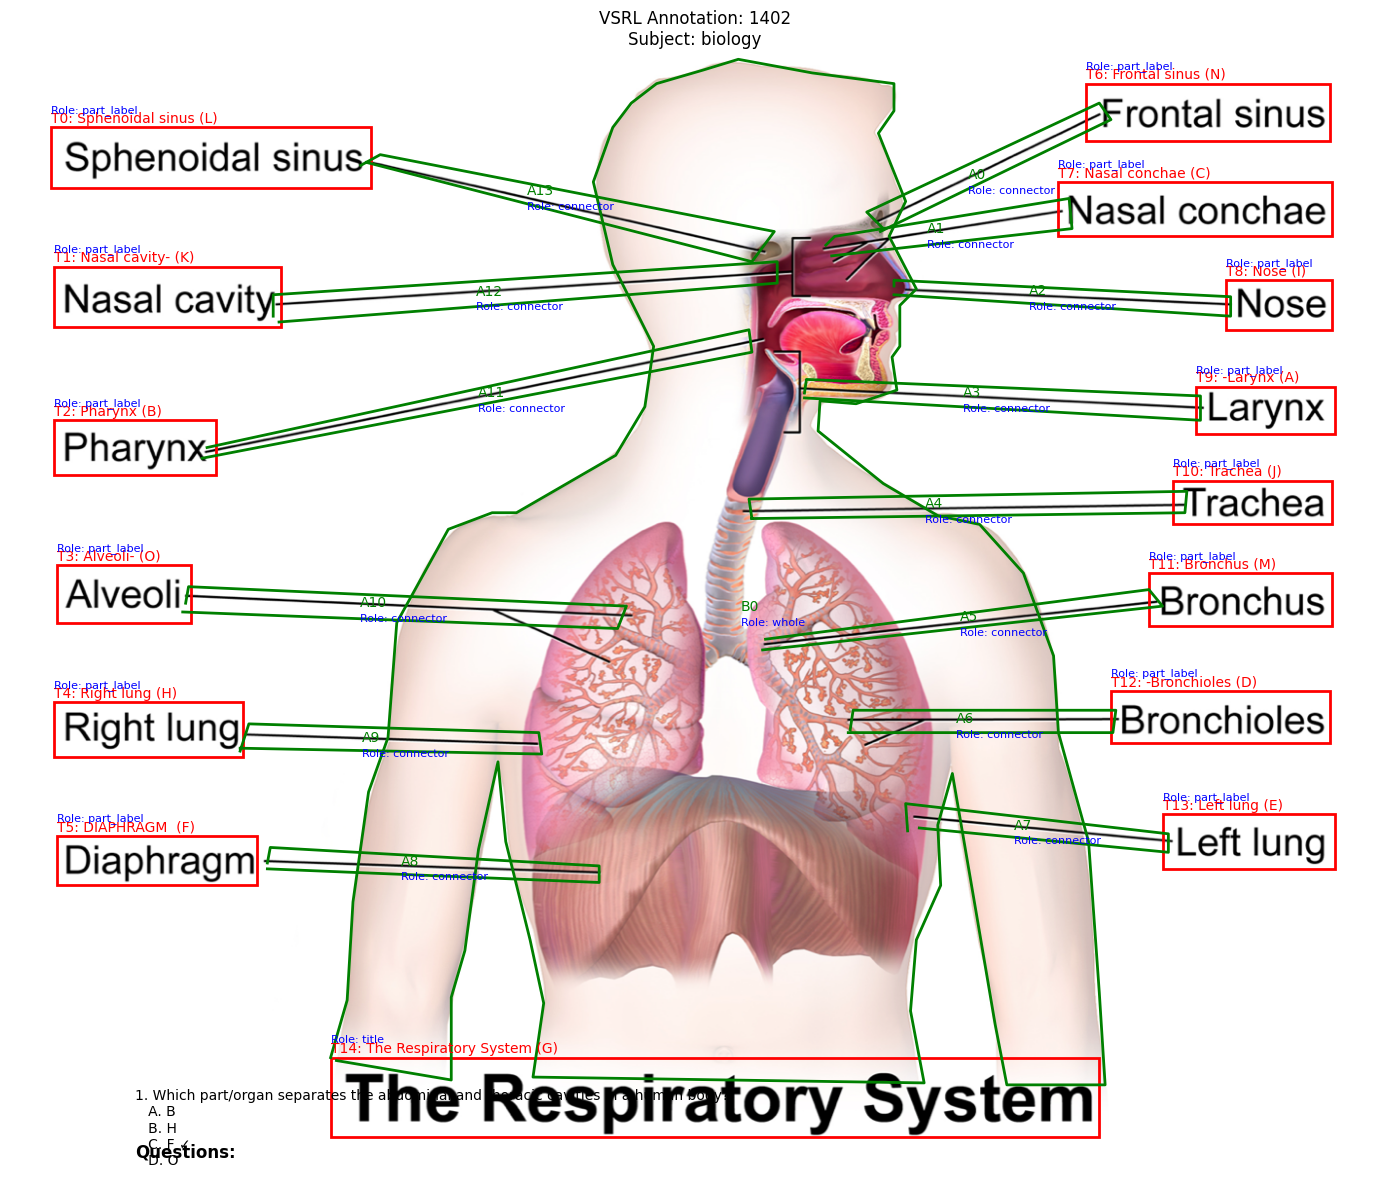 VSRL Annotation: 1402
Subject: biology
Role: part_label
T6: Frontal sinus (N)
Frontal sinus
Role: part_label
T0: Sphenoidal sinus (L)
Sphenoidal sinus
Role: part_label
T7: Nasal conchae (C)
Nasal conchae
A0
Role: connector
A13
Role: connector
A1
Role: connector
Role: part_label
T1: Nasal cavity- (K)
Nasal cavity
Role: part_label
T8: Nose (I)
Nose
A12
Role: connector
A2
Role: connector
Role: part_label
T9: -Larynx (A)
Larynx
A11
Role: connector
A3
Role: connector
Role: part_label
T2: Pharynx (B)
Pharynx
Role: part_label
T10: Trachea (J)
Trachea
A4
Role: connector
Role: part_label
T3: Alveoli- (O)
Alveoli
Role: part_label
T11: Bronchus (M)
Bronchus
A10
Role: connector
B0
Role: whole
A5
Role: connector
Role: part_label
T4: Right lung (H)
Right lung
Role: part_label
T12: -Bronchioles (D)
Bronchioles
A9
Role: connector
A6
Role: connector
Role: part_label
T13: Left lung (E)
Left lung
A7
Role: connector
Role: part_label
T5: DIAPHRAGM (F)
Diaphragm
A8
Role: connector
Role: title
T14: The Respiratory System (G)
The Respiratory System
1. Which part/organ separates the abdominal and thoracic cavities in a human body?
A. B
B. H
C. F ✓
D. O
Questions: